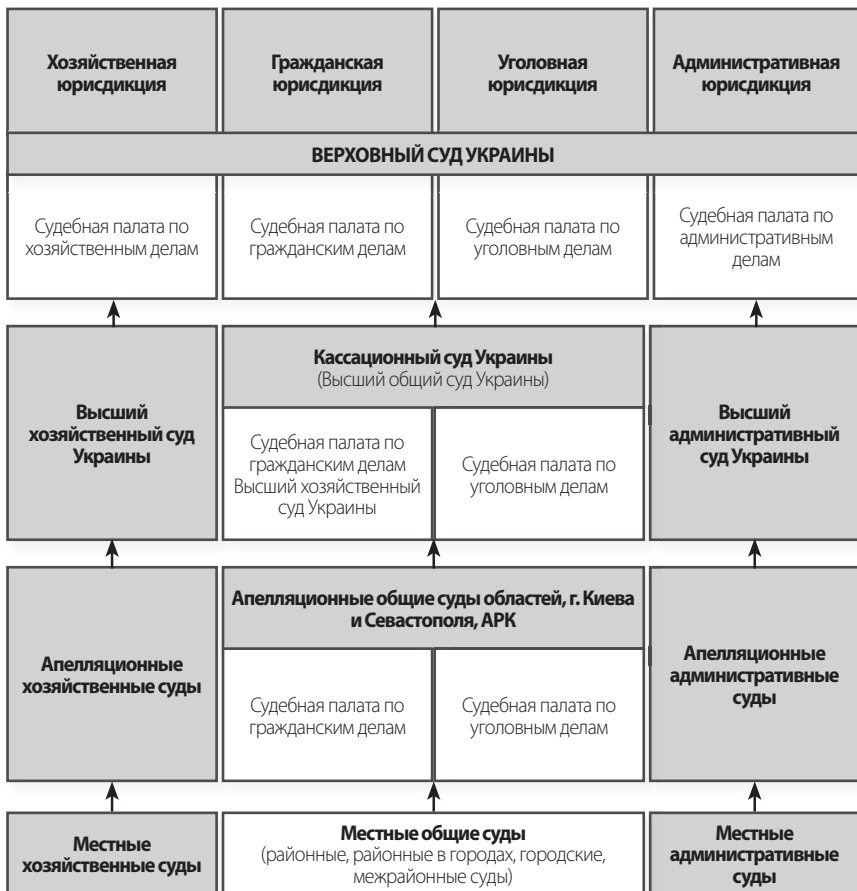 Хозяйственная
юрисдикция
Гражданская
юрисдикция
Уголовная
юрисдикция
Административная
юрисдикция
ВЕРХОВНЫЙ СУД УКРАИНЫ
Судебная палата по
хозяйственным делам
Судебная палата по
гражданским делам
Судебная палата по
уголовным делам
Судебная палата по
административным
делам
Высший
хозяйственный суд
Украины
Кассационный суд Украины
(Высший общий суд Украины)
Судебная палата по
гражданским делам
Высший хозяйственный
суд Украины
Судебная палата по
уголовным делам
Высший
административный
суд Украины
Апелляционные
хозяйственные суды
Апелляционные общие суды областей, г. Киева
и Севастополя, АРК
Судебная палата по
гражданским делам
Судебная палата по
уголовным делам
Апелляционные
административные
суды
Местные
хозяйственные суды
Местные общие суды
(районные, районные в городах, городские,
межрайонные суды)
Местные
административные
суды